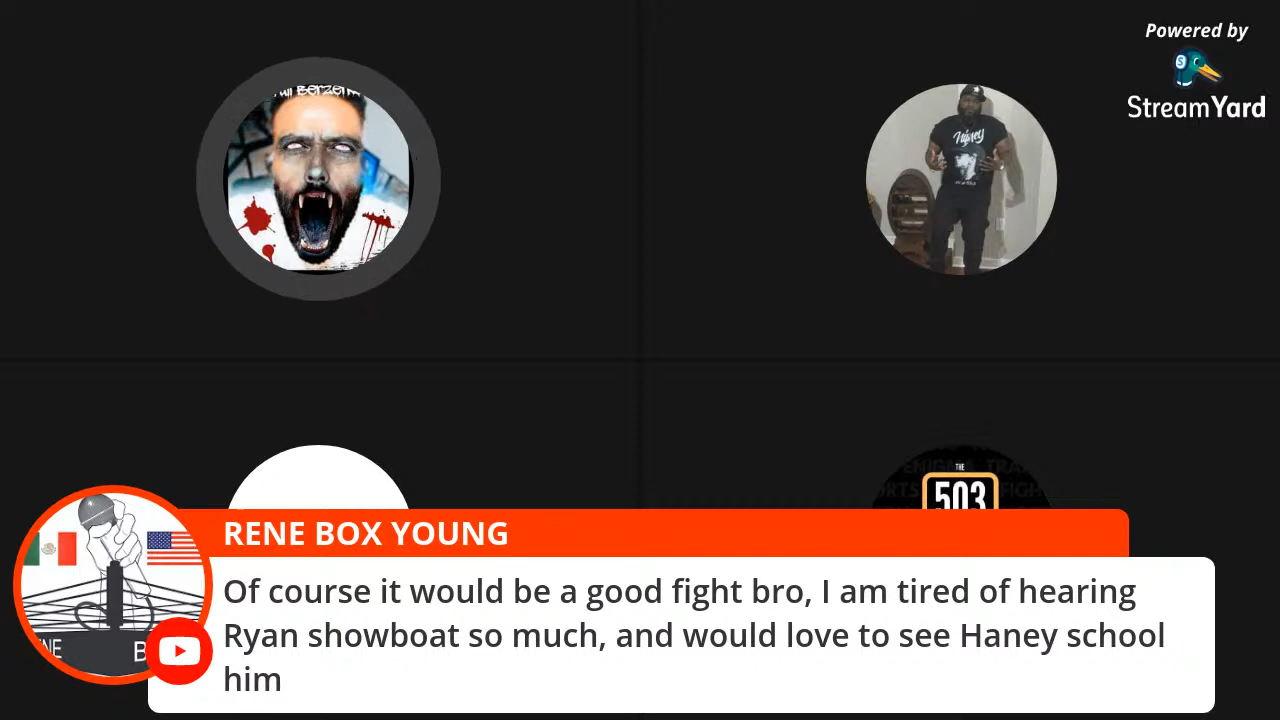 Powered by
StreamYard
THE
503
RENE BOX YOUNG
Of course it would be a good fight bro, I am tired of hearing
Ryan showboat so much, and would love to see Haney school
him